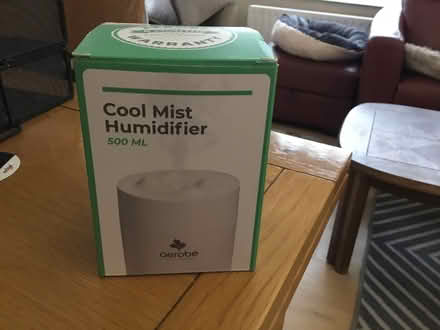 WARRANTY
Cool Mist
Humidifier
500 ML
aerobe